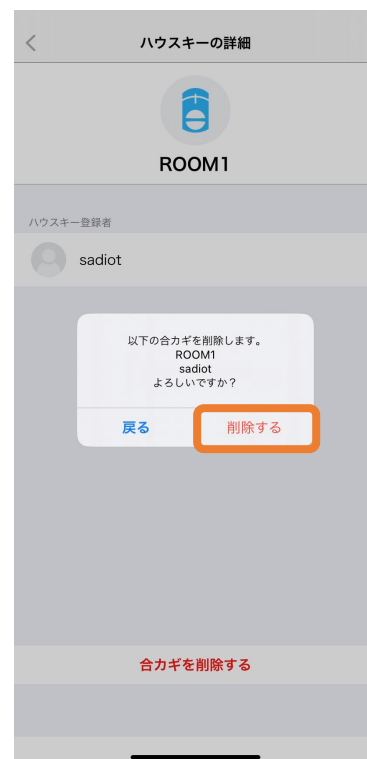 ハウスキーの詳細
ROOM1
ハウスキー登録者
sadiot
以下の合カギを削除します。
ROOM1
sadiot
よろしいですか？
戻る
削除する
合カギを削除する